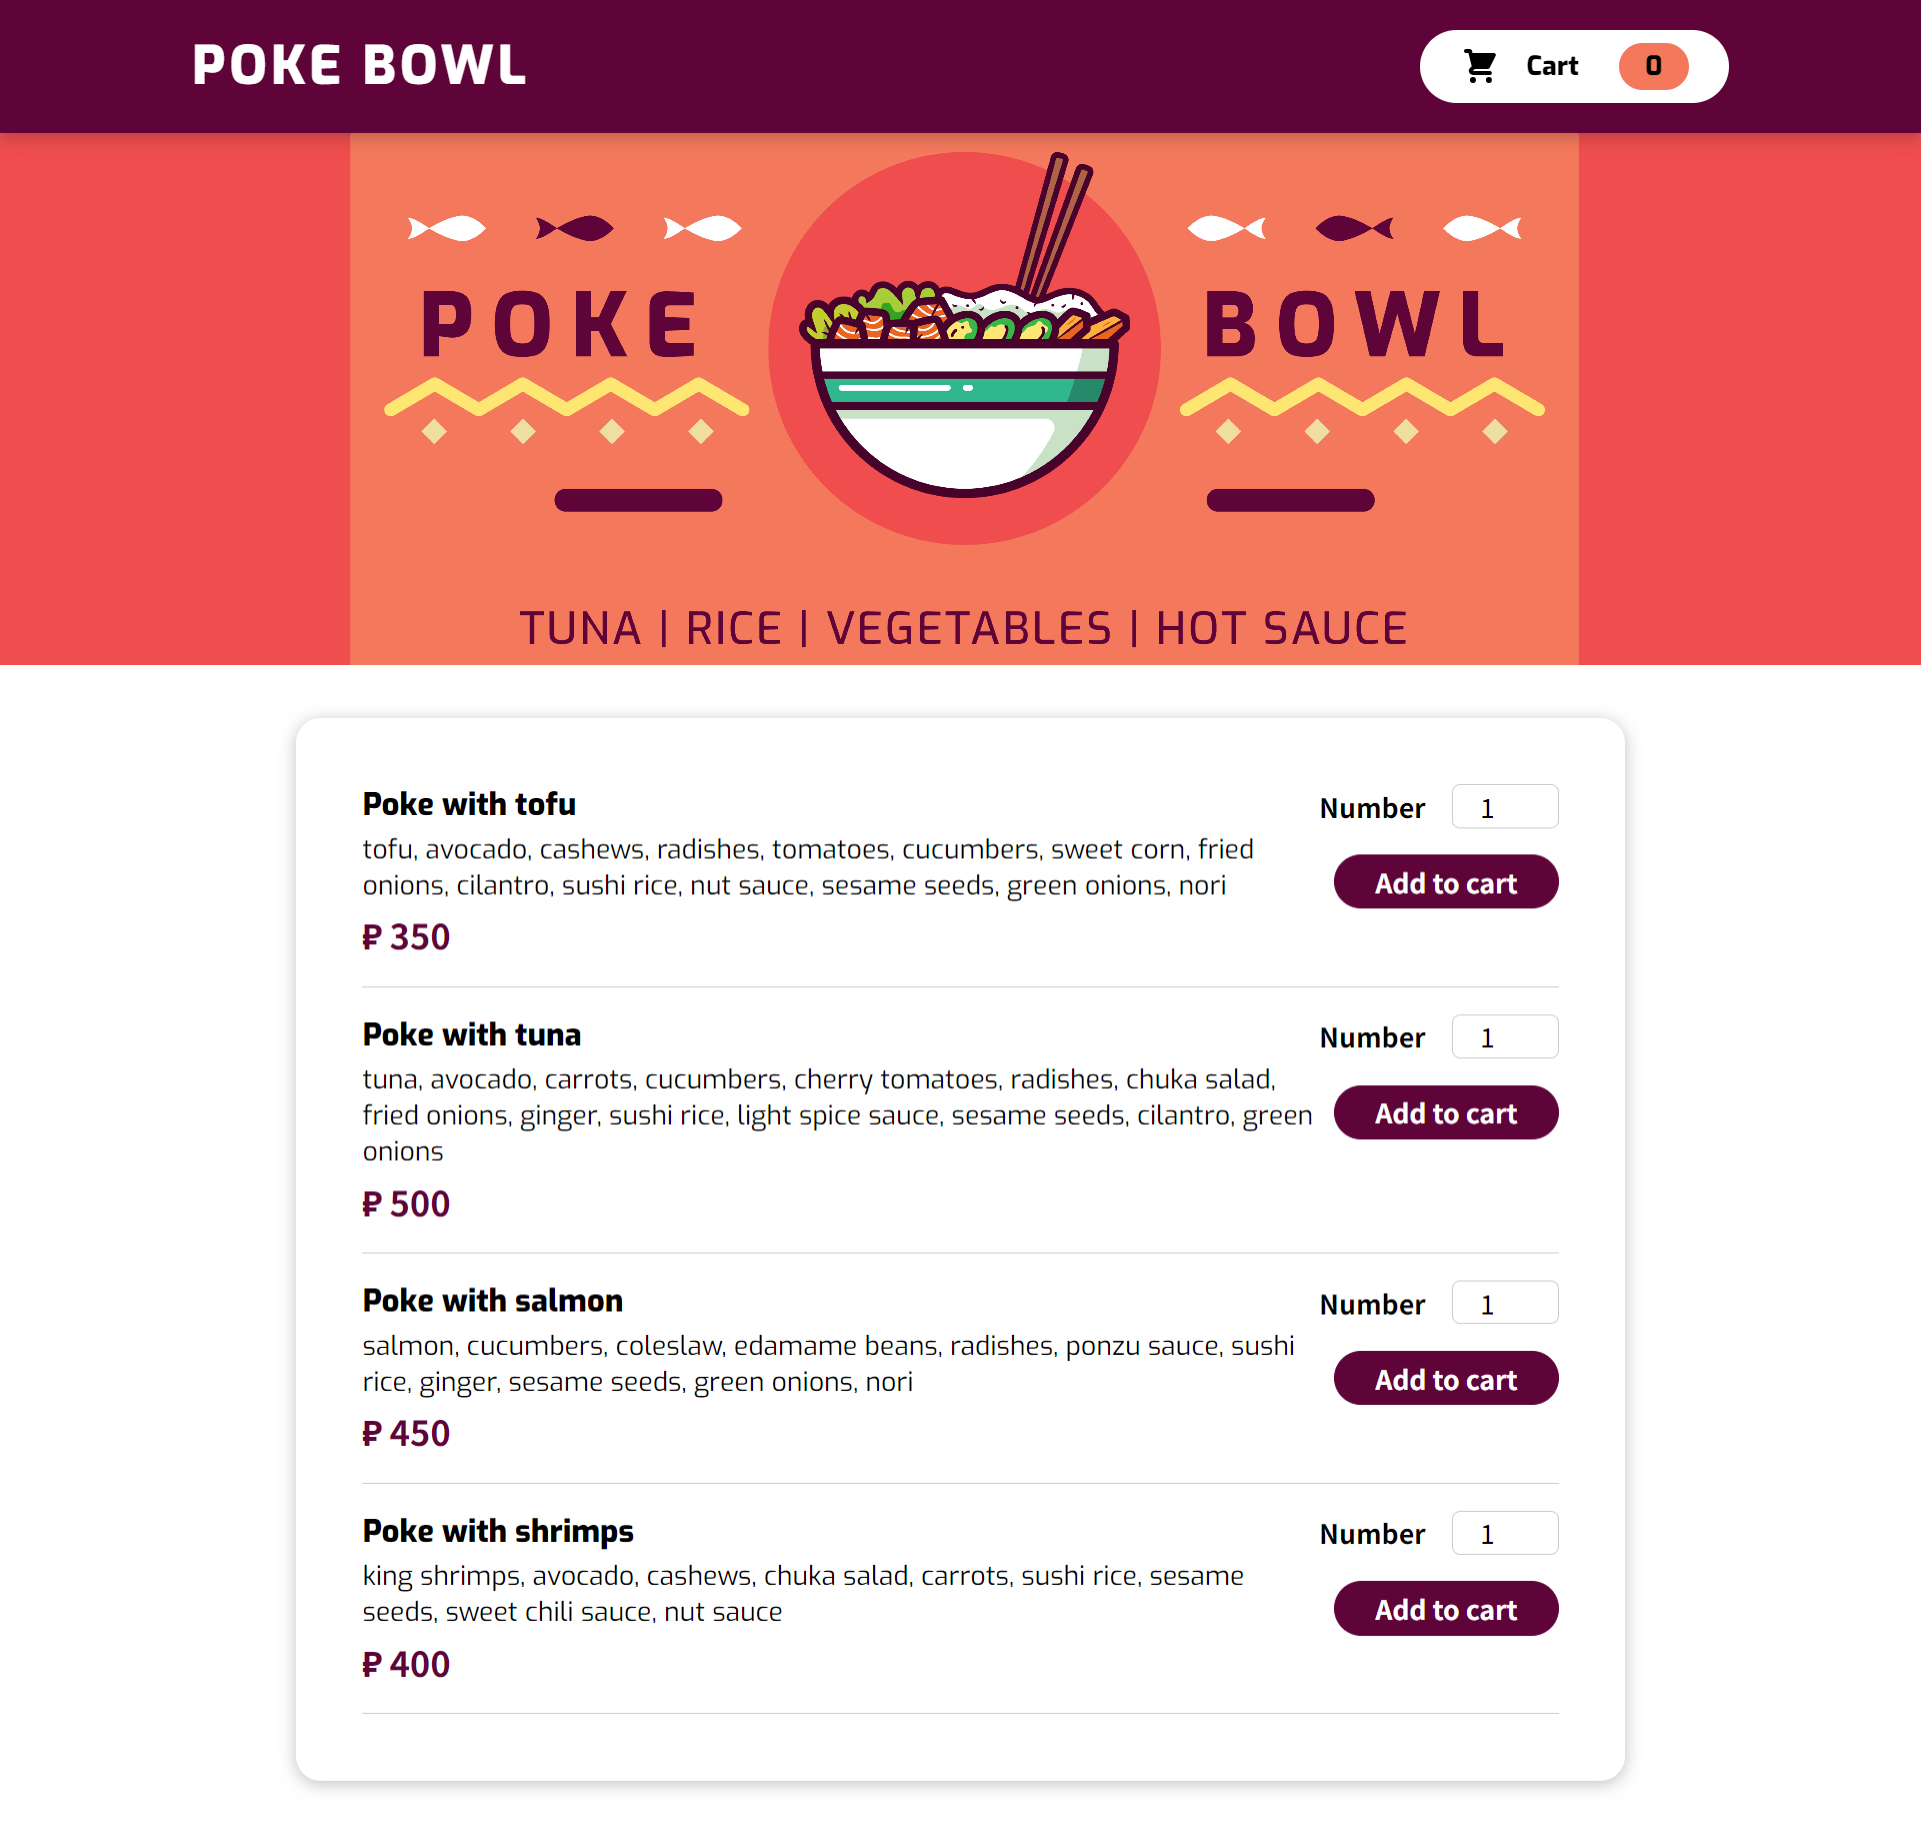 POKE BOWL
Cart 0
POKE BOWL
TUNA | RICE | VEGETABLES | HOT SAUCE
Poke with tofu
Number 1
tofu, avocado, cashews, radishes, tomatoes, cucumbers, sweet corn, fried
onions, cilantro, sushi rice, nut sauce, sesame seeds, green onions, nori
Add to cart
₽ 350
Poke with tuna
Number 1
tuna, avocado, carrots, cucumbers, cherry tomatoes, radishes, chuka salad,
fried onions, ginger, sushi rice, light spice sauce, sesame seeds, cilantro, green
onions
Add to cart
₽ 500
Poke with salmon
Number 1
salmon, cucumbers, coleslaw, edamame beans, radishes, ponzu sauce, sushi
rice, ginger, sesame seeds, green onions, nori
Add to cart
₽ 450
Poke with shrimps
Number 1
king shrimps, avocado, cashews, chuka salad, carrots, sushi rice, sesame
seeds, sweet chili sauce, nut sauce
Add to cart
₽ 400